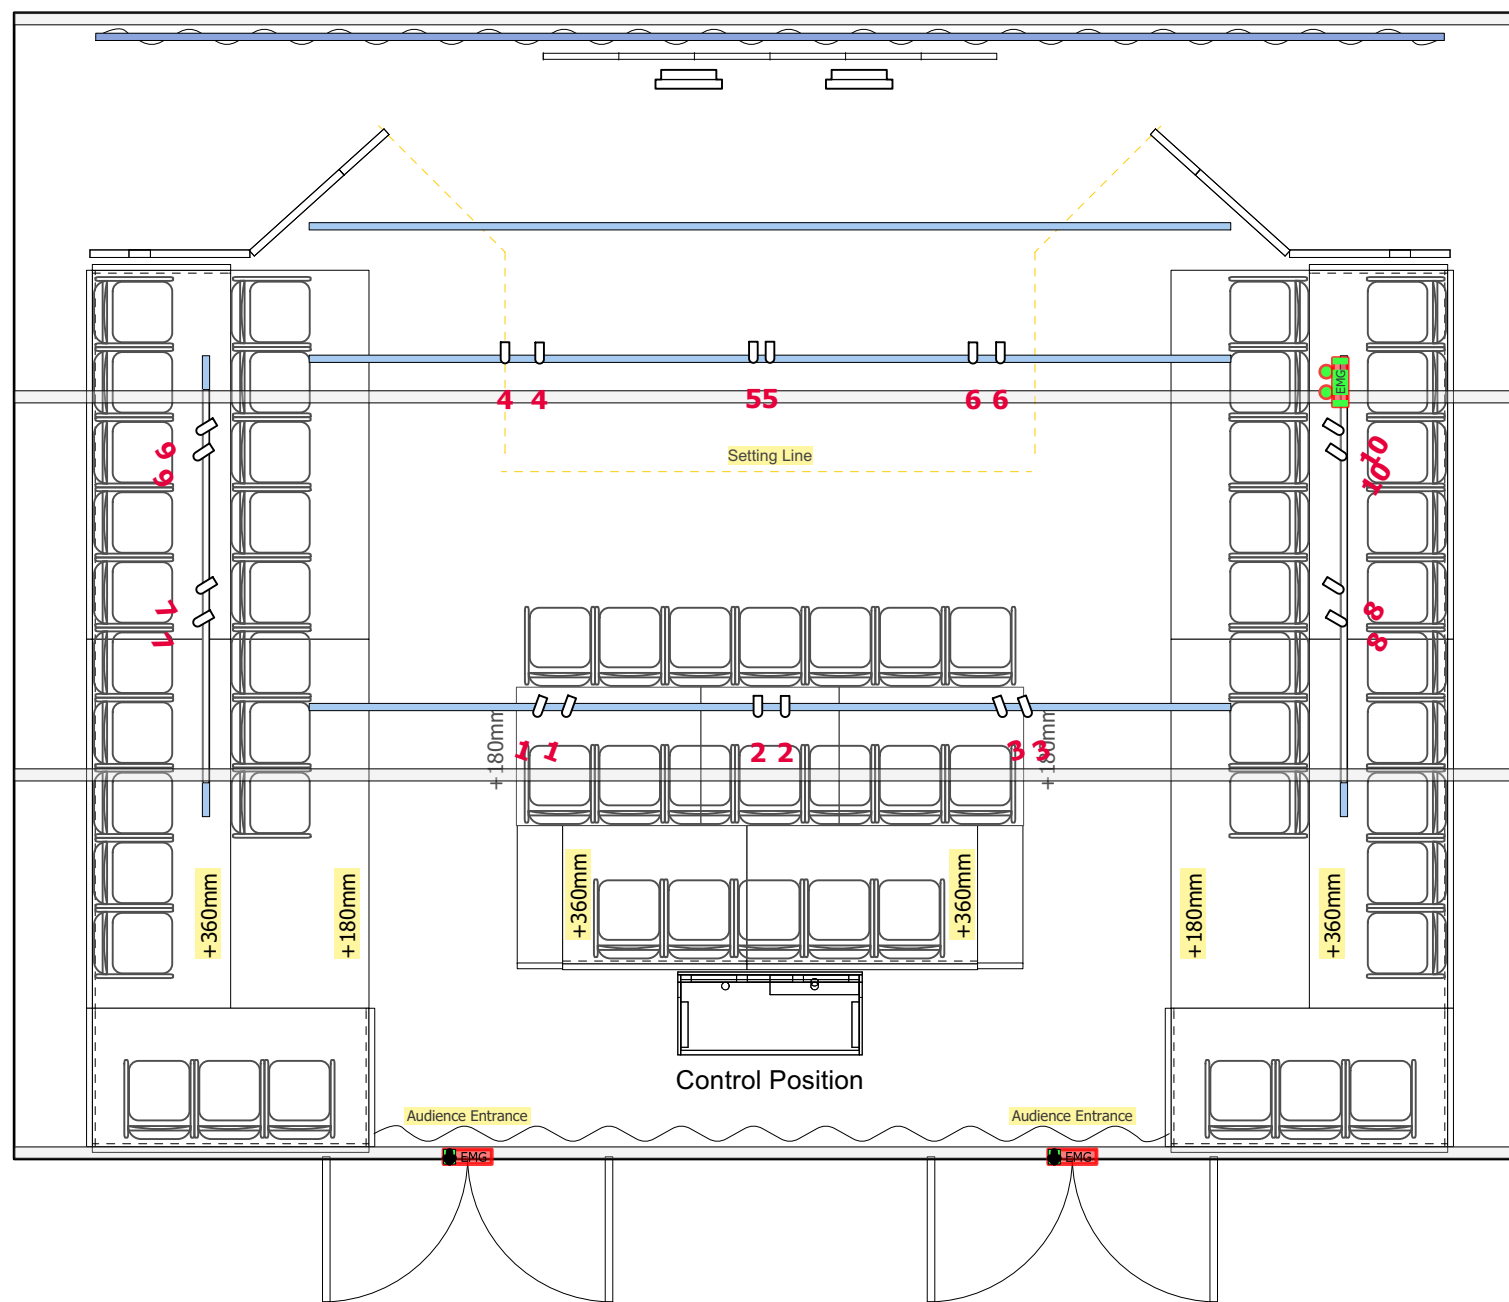 4 4 55 6 6
EMG
Setting Line
9
9
10
10
7
7
8
8
+180mm
+180mm
1 1 2 2 3 3
+360mm
+180mm
+360mm
+360mm
+180mm
+360mm
Control Position
Audience Entrance
Audience Entrance
EMG
EMG